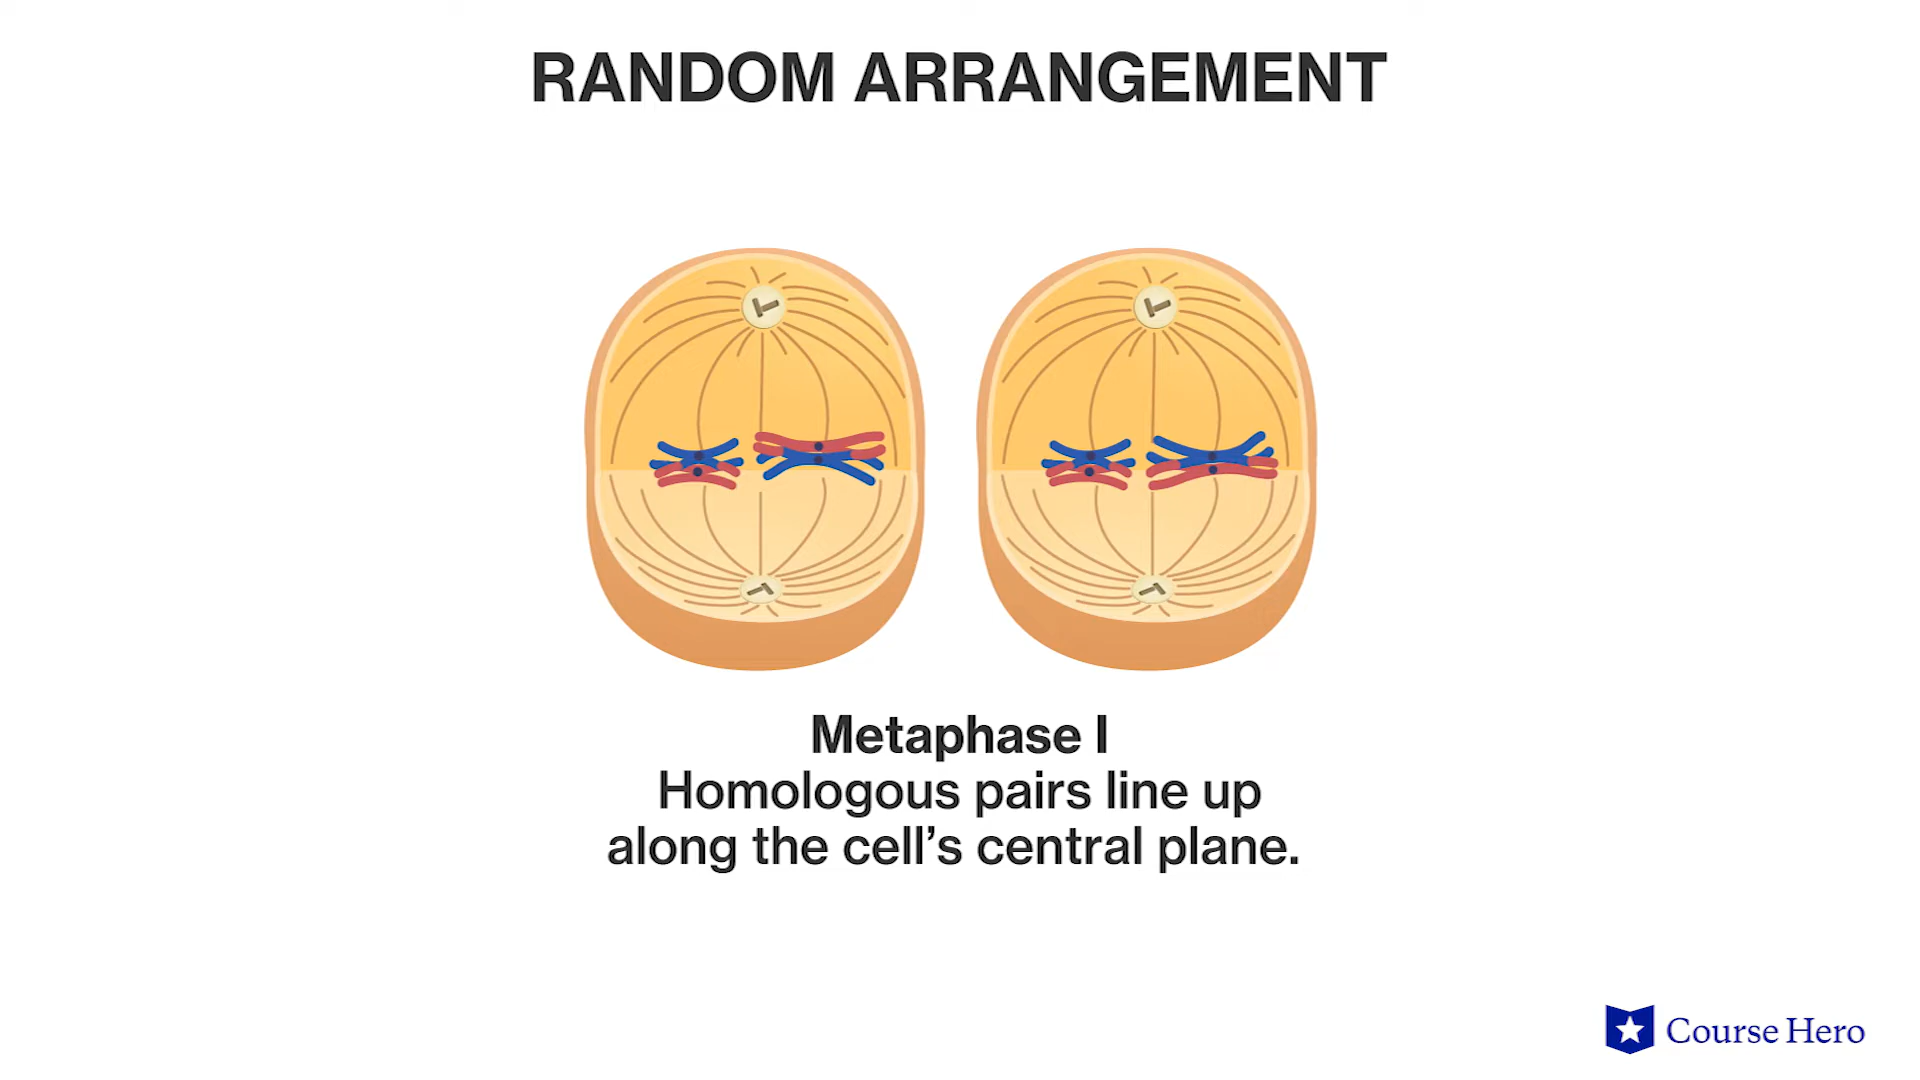 RANDOM ARRANGEMENT
Metaphase I
Homologous pairs line up
along the cell’s central plane.
Course Hero